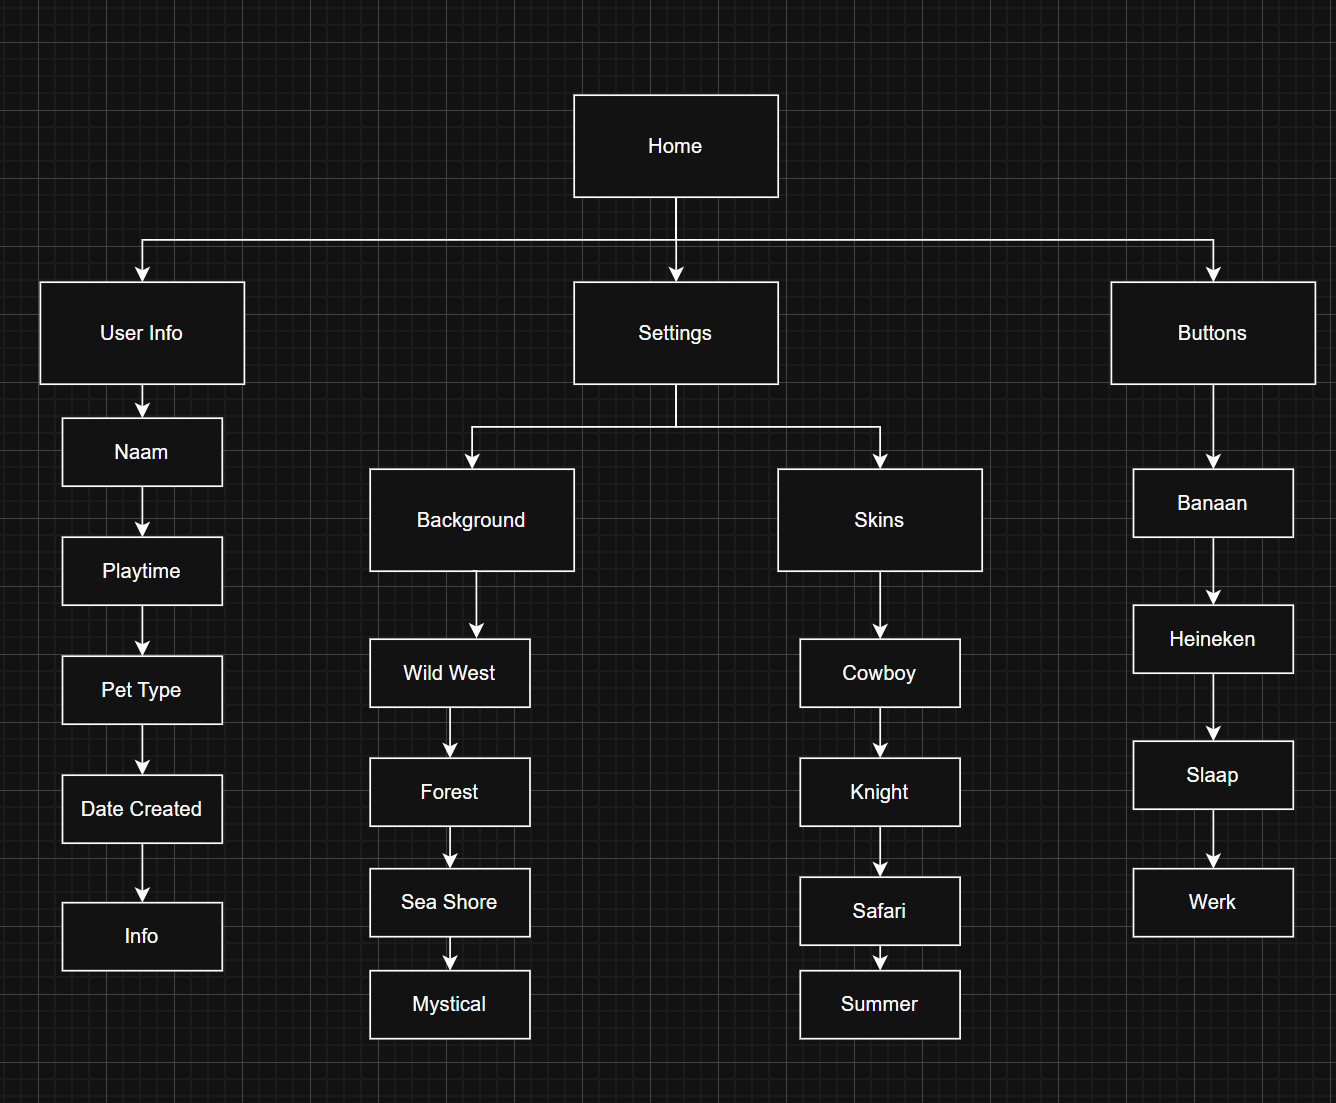 Home
User Info
Settings
Buttons
Naam
Background
Skins
Banaan
Playtime
Heineken
Wild West
Cowboy
Pet Type
Slaap
Forest
Knight
Date Created
Sea Shore
Safari
Werk
Info
Mystical
Summer